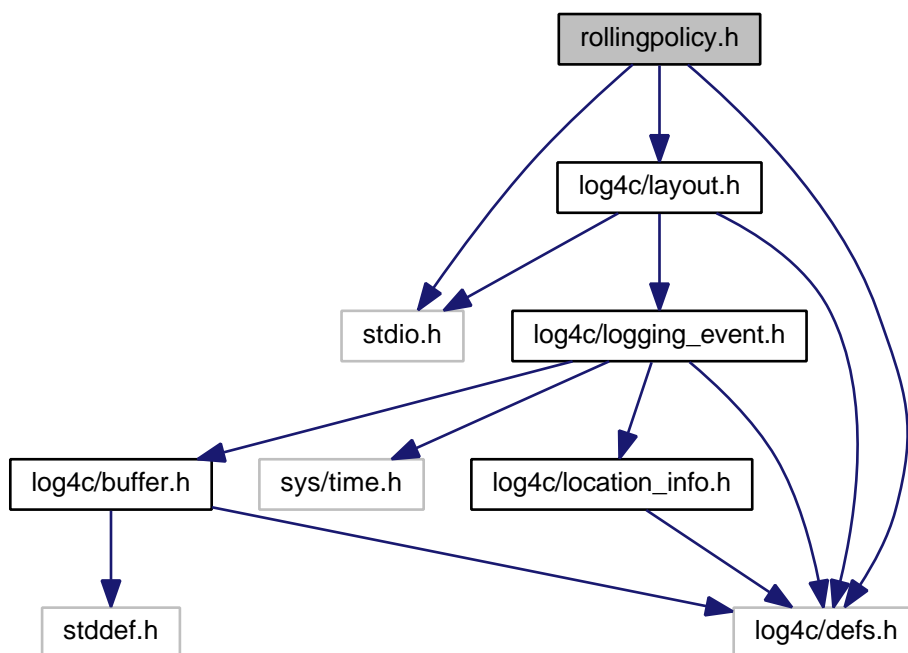 rollingpolicy.h
log4c/layout.h
stdio.h
log4c/logging_event.h
log4c/buffer.h
sys/time.h
log4c/location_info.h
stddef.h
log4c/defs.h